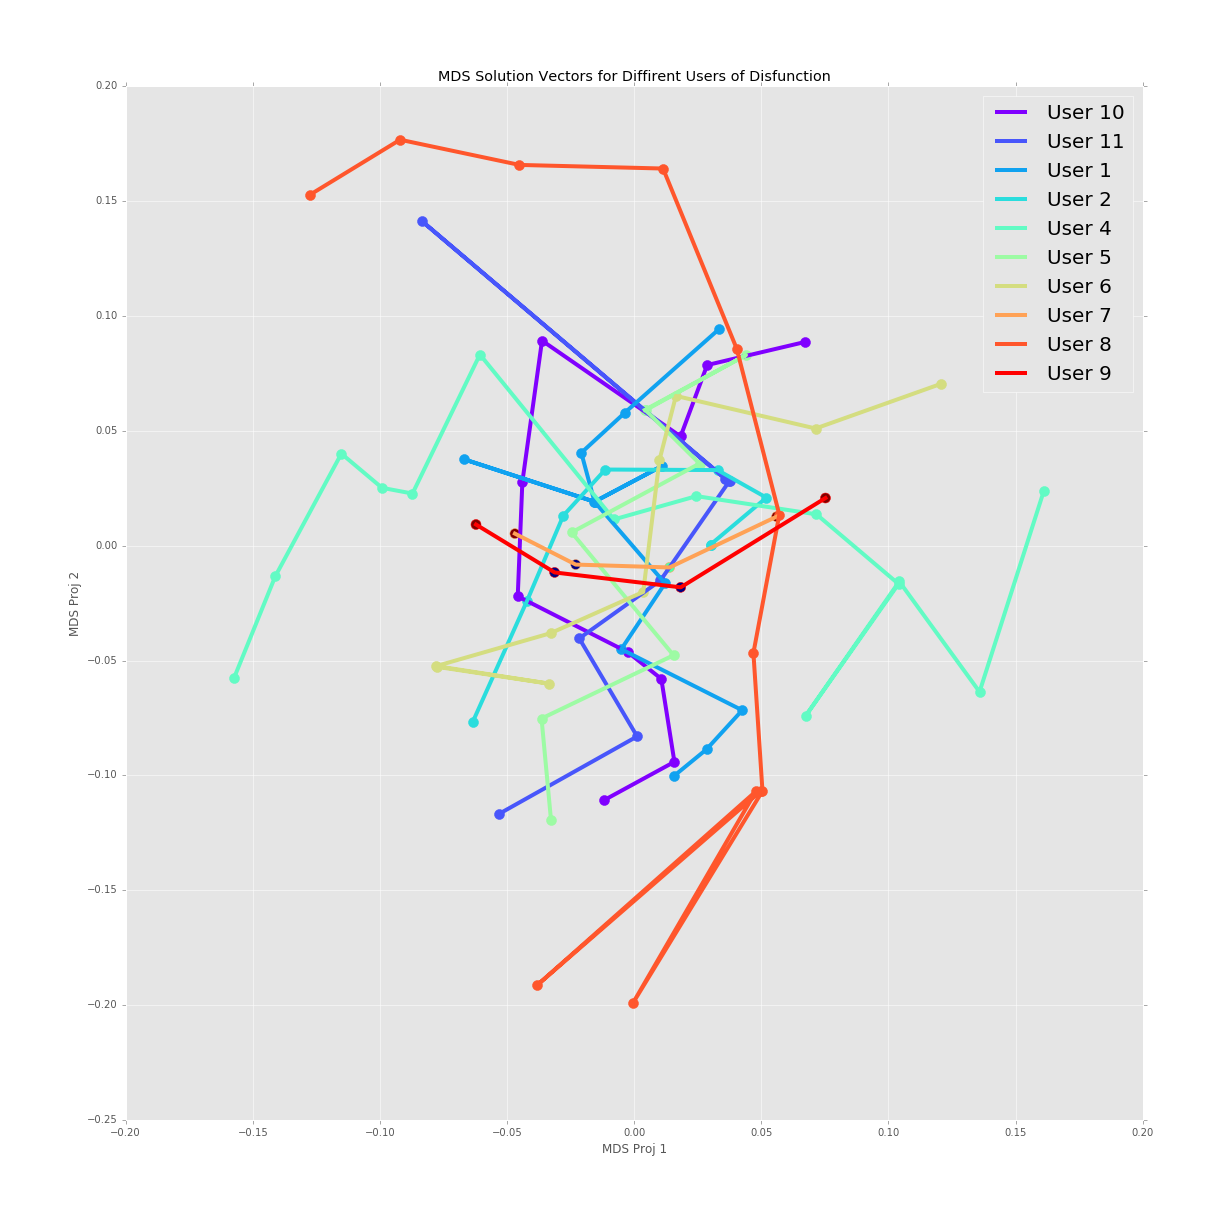 MDS Solution Vectors for Diffirent Users of Disfunction
0.20
0.15
0.10
0.05
0.00
−0.05
−0.10
−0.15
−0.20
−0.25
MDS Proj 2
User 10
User 11
User 1
User 2
User 4
User 5
User 6
User 7
User 8
User 9
−0.20 −0.15 −0.10 −0.05 0.00 0.05 0.10 0.15 0.20
MDS Proj 1